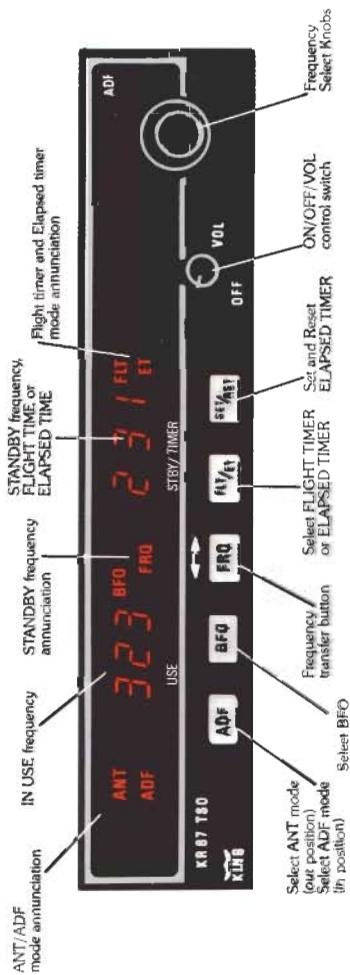 ANT/ADF
mode annunciation
IN USE frequency
STANDBY frequency
annunciation
STANDBY frequency,
FLIGHT TIME, or
ELAPSED TIME
Flight timer and Elapsed timer
mode annunciation
ANT
ADF
323
BFO
FRQ
231
FLT
ET
ADF
USE
STBY/TIMER
KR 87 TSO
KING
ADF
BFO
FRQ
FLT/ET
SET/RST
OFF
VOL
Select ANT mode
(out position)
Select ADF mode
(in position)
Select BFO
Frequency
transfer button
Select FLIGHT TIMER
or ELAPSED TIMER
Set and Reset
ELAPSED TIMER
ON/OFF/VOL
control switch
Frequency
Select Knobs